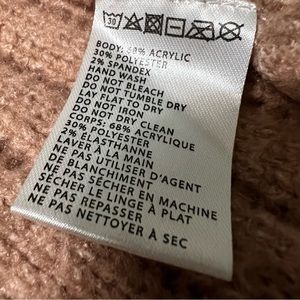 30
BODY: 68% ACRYLIC
30% POLYESTER
2% SPANDEX
HAND WASH
DO NOT BLEACH
DO NOT TUMBLE DRY
LAY FLAT TO DRY
DO NOT IRON
DO NOT DRY CLEAN
CORPS: 68% ACRYLIQUE
30% POLYESTER
2% ÉLASTHANNE
LAVER À LA MAIN
NE PAS UTILISER D'AGENT
DE BLANCHIMENT
NE PAS SÉCHER EN MACHINE
SÉCHER LE LINGE À PLAT
NE PAS REPASSER
NE PAS NETTOYER A SEC